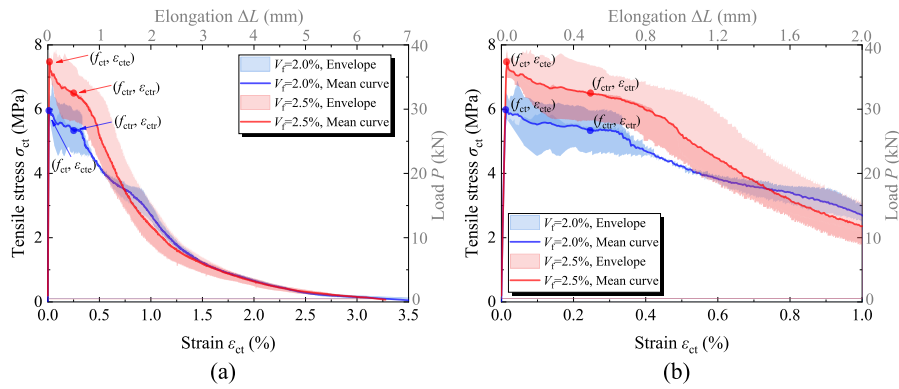 Elongation ΔL (mm)
0 1 2 3 4 5 6 7
8
6
4
2
0
Tensile stress σct (MPa)
40
30
20
10
0
Load P (kN)
(fct, εcte)
(fctr, εctr)
(fctr, εctr)
(fct, εcte)
Vf=2.0%, Envelope
Vf=2.0%, Mean curve
Vf=2.5%, Envelope
Vf=2.5%, Mean curve
0.0 0.5 1.0 1.5 2.0 2.5 3.0 3.5
Strain εct (%)
(a)
Elongation ΔL (mm)
0.0 0.4 0.8 1.2 1.6 2.0
8
6
4
2
0
Tensile stress σct (MPa)
40
30
20
10
0
Load P (kN)
(fct, εcte)
(fctr, εctr)
(fct, εcte)
(fctr, εctr)
Vf=2.0%, Envelope
Vf=2.0%, Mean curve
Vf=2.5%, Envelope
Vf=2.5%, Mean curve
0.0 0.2 0.4 0.6 0.8 1.0
Strain εct (%)
(b)